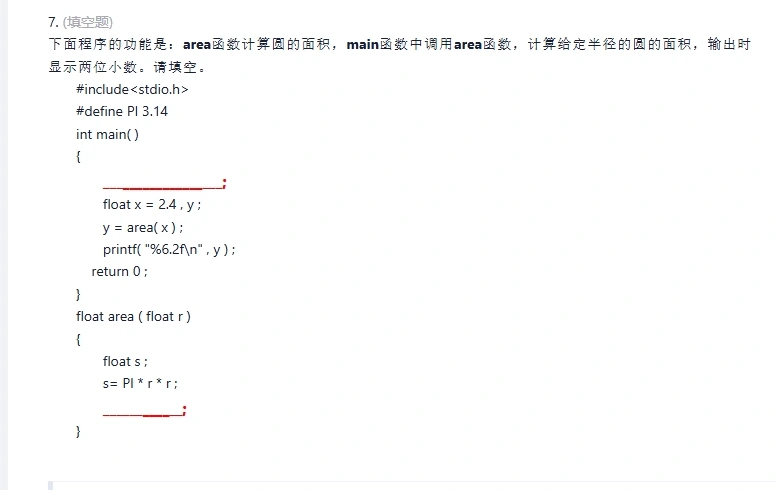 7. (填空题)
下面程序的功能是：area函数计算圆的面积，main函数中调用area函数，计算给定半径的圆的面积，输出时
显示两位小数。请填空。
#include<stdio.h>
#define PI 3.14
int main( )
{
__________________;
float x = 2.4 , y ;
y = area( x ) ;
printf( "%6.2f\n" , y ) ;
return 0 ;
}
float area ( float r )
{
float s ;
s= PI * r * r ;
____________;
}